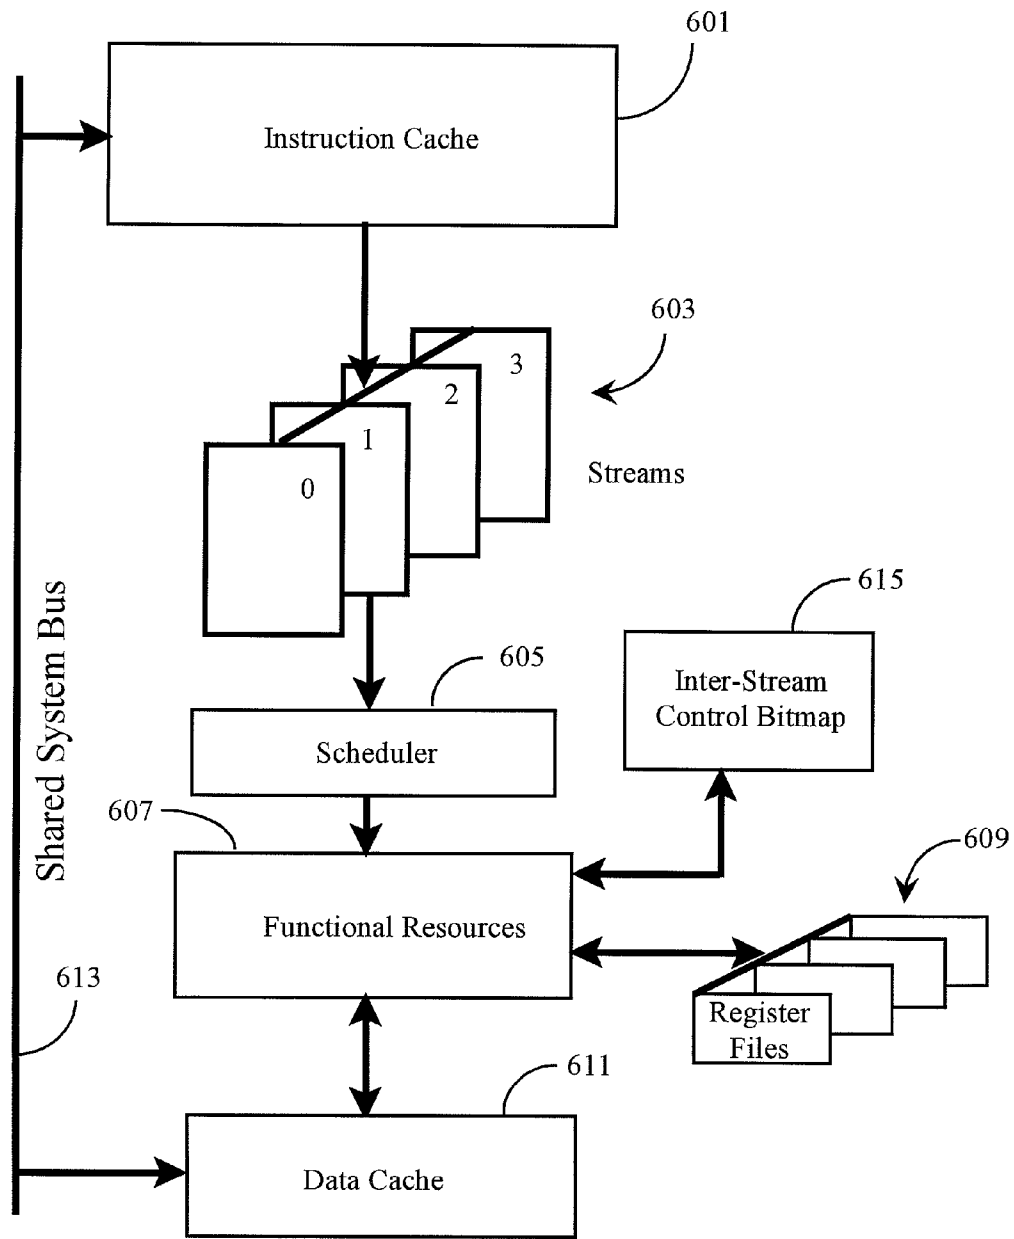 601
Instruction Cache
603
3
2
1
0
Streams
615
Inter-Stream
Control Bitmap
605
Scheduler
607
Shared System Bus
609
Functional Resources
613
Register
Files
611
Data Cache